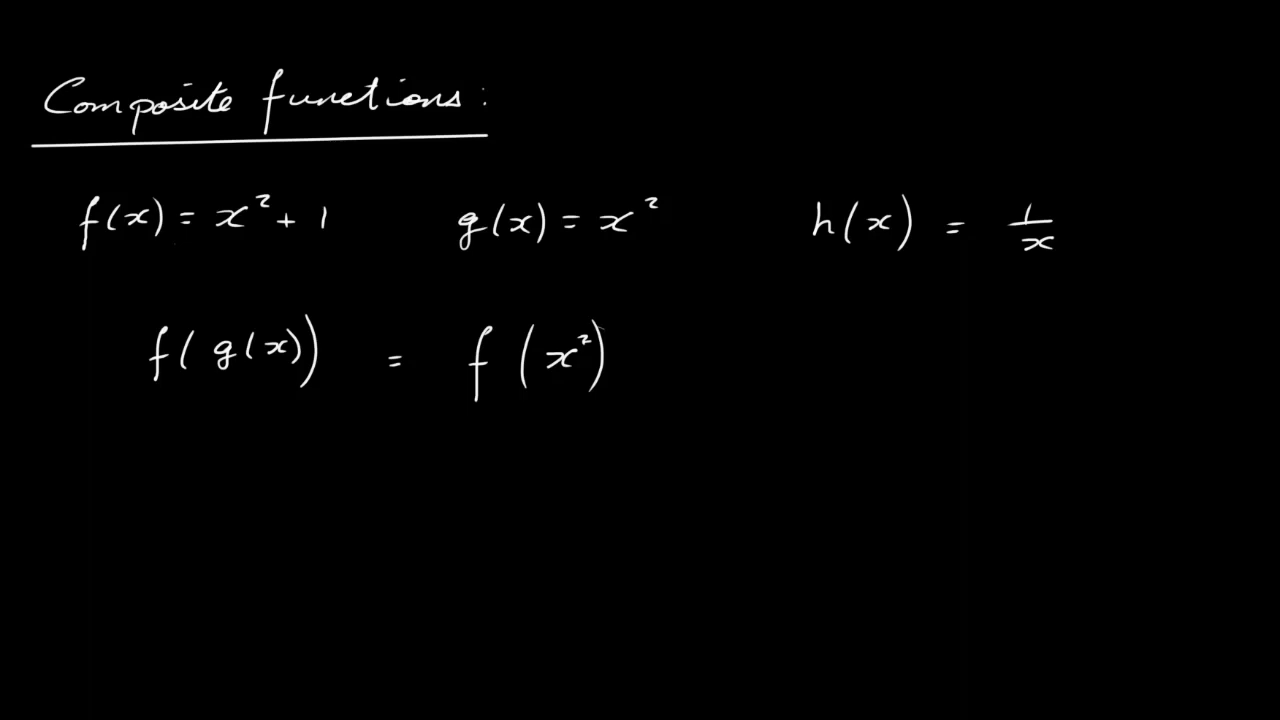 Composite functions:
f(x) = x² + 1 g(x) = x² h(x) = 1/x
f(g(x)) = f(x²)